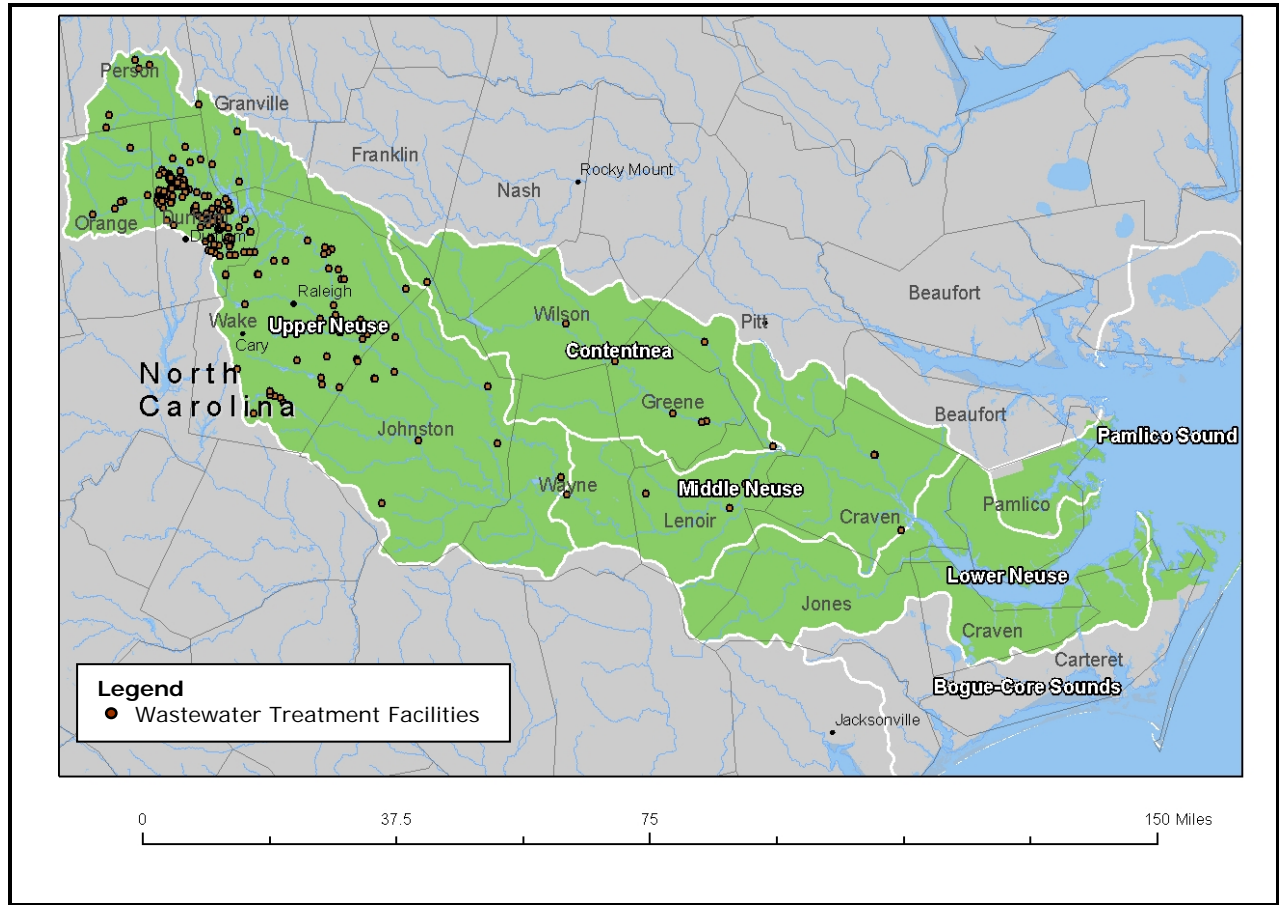 Person
Granville
Franklin
Rocky Mount
Nash
Orange
Durham
Durham
Beaufort
Raleigh
Wilson
Pitt
Wake
Upper Neuse
Cary
Contentnea
North
Carolina
Greene
Beaufort
Johnston
Pamlico Sound
Wayne
Middle Neuse
Pamlico
Lenoir
Craven
Lower Neuse
Jones
Craven
Carteret
Bogue-Core Sounds
Jacksonville
Legend
Wastewater Treatment Facilities
0 37.5 75 150 Miles